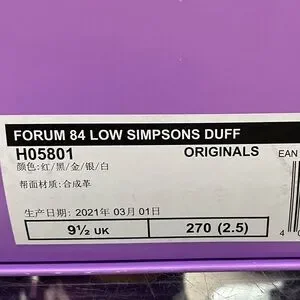 FORUM 84 LOW SIMPSONS DUFF
H05801 ORIGINALS EAN
颜色:红/黑/金/银/白
帮面材质:合成革
生产日期: 2021年 03月 01日
9½ UK 270 (2.5) 4